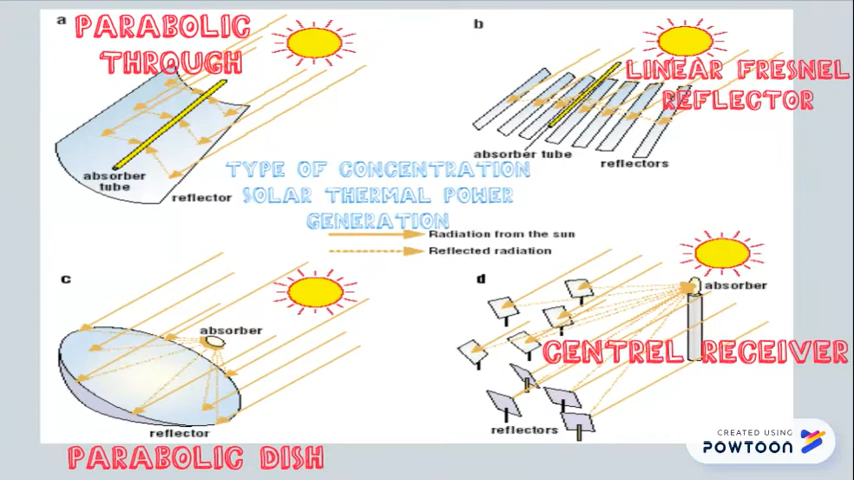 a
PARABOLIC
THROUGH
absorber
tube
reflector
b
LINEAR FRESNEL
REFLECTOR
absorber tube
reflectors
TYPE OF CONCENTRATION
SOLAR THERMAL POWER
GENERATION
Radiation from the sun
Reflected radiation
c
absorber
reflector
PARABOLIC DISH
d
absorber
CENTREL RECEIVER
reflectors
CREATED USING
POWTOON